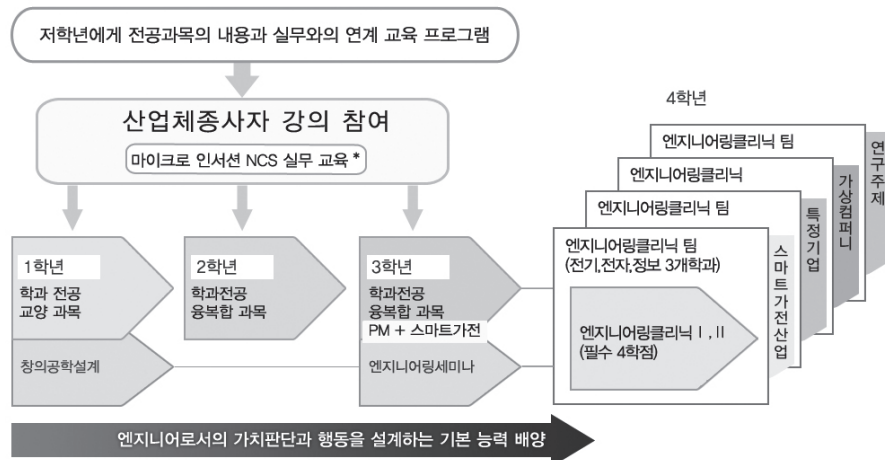 저학년에게 전공과목의 내용과 실무와의 연계 교육 프로그램
산업체종사자 강의 참여
마이크로 인서션 NCS 실무 교육 *
1학년
학과 전공
교양 과목
창의공학설계
2학년
학과전공
융복합 과목
3학년
학과전공
융복합 과목
PM + 스마트가전
엔지니어링세미나
4학년
엔지니어링클리닉 팀
연구주제
엔지니어링클리닉
가상컴퍼니
엔지니어링클리닉 팀
특정기업
엔지니어링클리닉 팀
(전기,전자,정보 3개학과)
스마트가전산업
엔지니어링클리닉 Ⅰ, Ⅱ
(필수 4학점)
엔지니어로서의 가치판단과 행동을 설계하는 기본 능력 배양